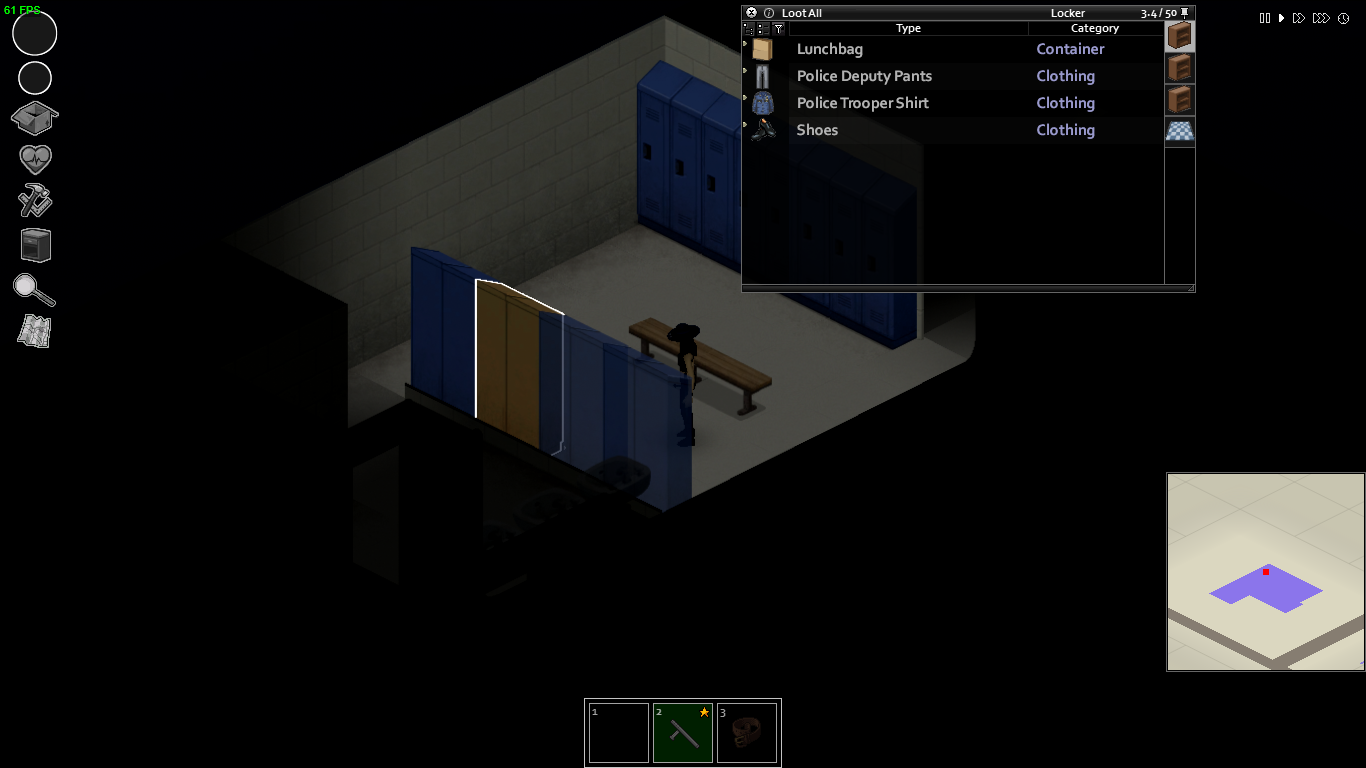 61 FPS
Loot All Locker 3.4 / 50
Type Category
Lunchbag Container
Police Deputy Pants Clothing
Police Trooper Shirt Clothing
Shoes Clothing
1 2 3